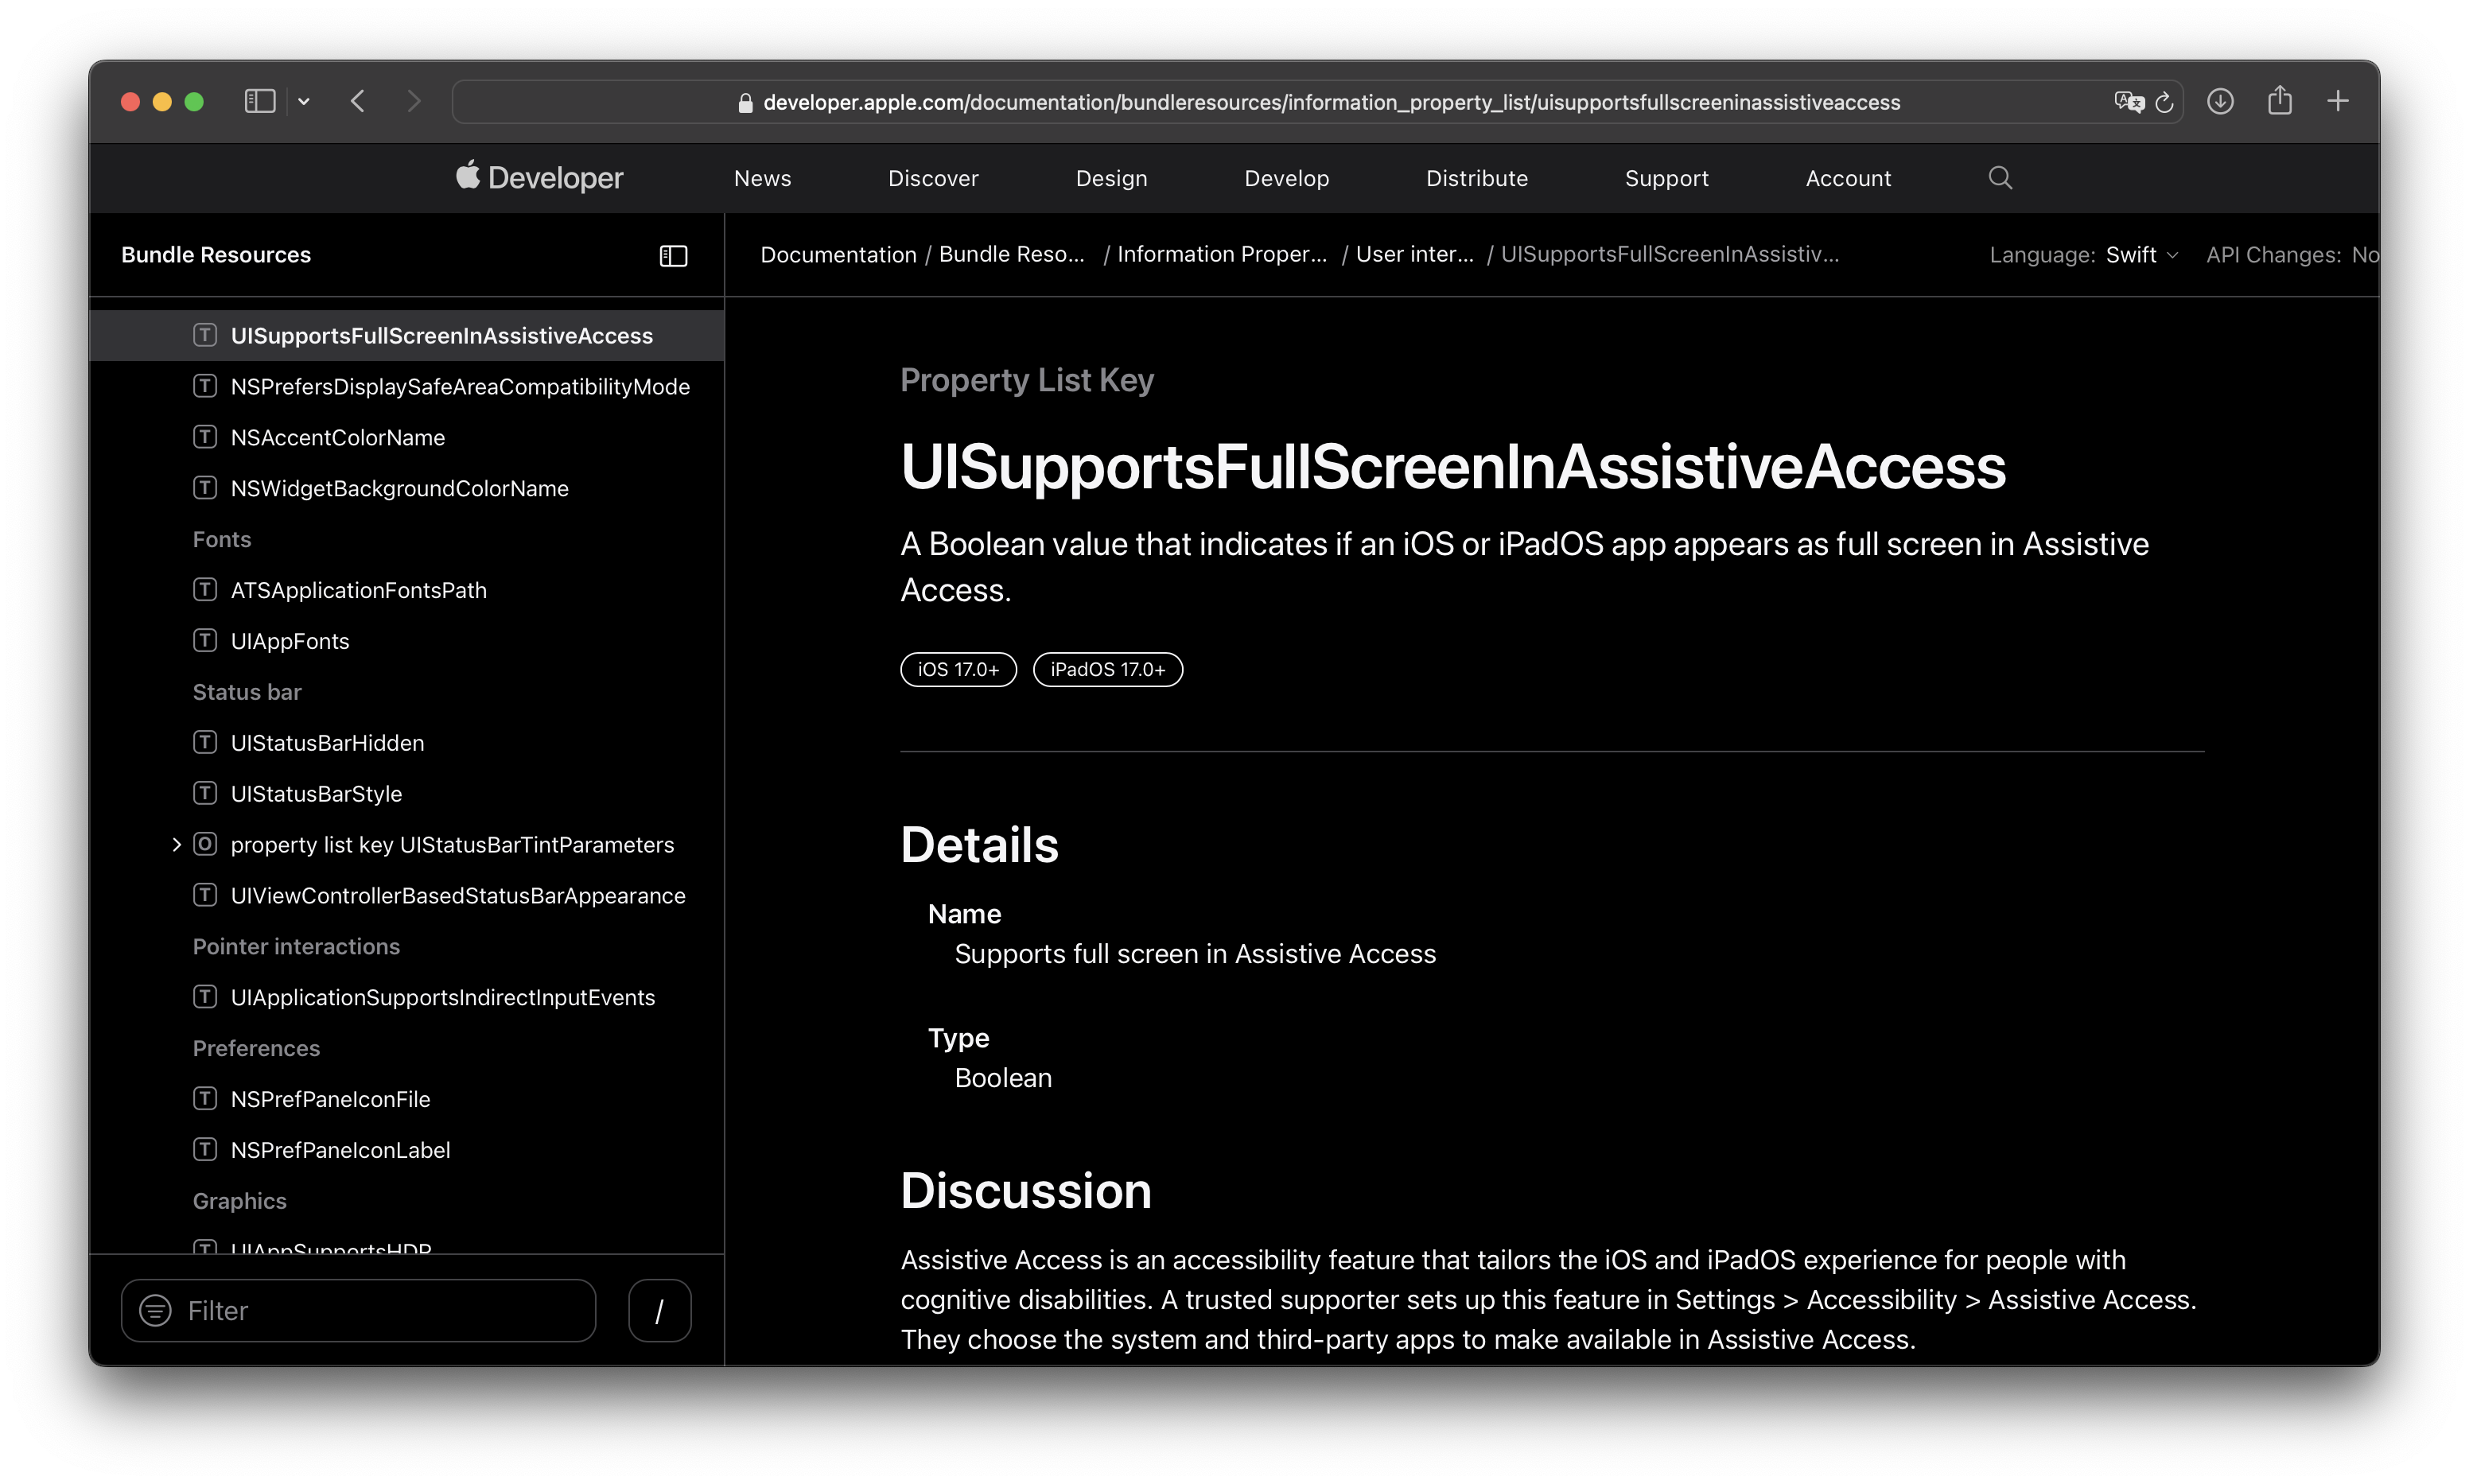 developer.apple.com/documentation/bundleresources/information_property_list/uisupportsfullscreeninassistiveaccess
Developer
News
Discover
Design
Develop
Distribute
Support
Account
Bundle Resources
Documentation / Bundle Reso... / Information Proper... / User inter... / UISupportsFullScreenInAssistiv...
Language: Swift
API Changes: No
UISupportsFullScreenInAssistiveAccess
NSPrefersDisplaySafeAreaCompatibilityMode
NSAccentColorName
NSWidgetBackgroundColorName
Fonts
ATSApplicationFontsPath
UIAppFonts
Status bar
UIStatusBarHidden
UIStatusBarStyle
property list key UIStatusBarTintParameters
UIViewControllerBasedStatusBarAppearance
Pointer interactions
UIApplicationSupportsIndirectInputEvents
Preferences
NSPrefPaneIconFile
NSPrefPaneIconLabel
Graphics
UIAppSupportsHDR
Filter
/
Property List Key
UISupportsFullScreenInAssistiveAccess
A Boolean value that indicates if an iOS or iPadOS app appears as full screen in Assistive
Access.
iOS 17.0+
iPadOS 17.0+
Details
Name
Supports full screen in Assistive Access
Type
Boolean
Discussion
Assistive Access is an accessibility feature that tailors the iOS and iPadOS experience for people with
cognitive disabilities. A trusted supporter sets up this feature in Settings > Accessibility > Assistive Access.
They choose the system and third-party apps to make available in Assistive Access.